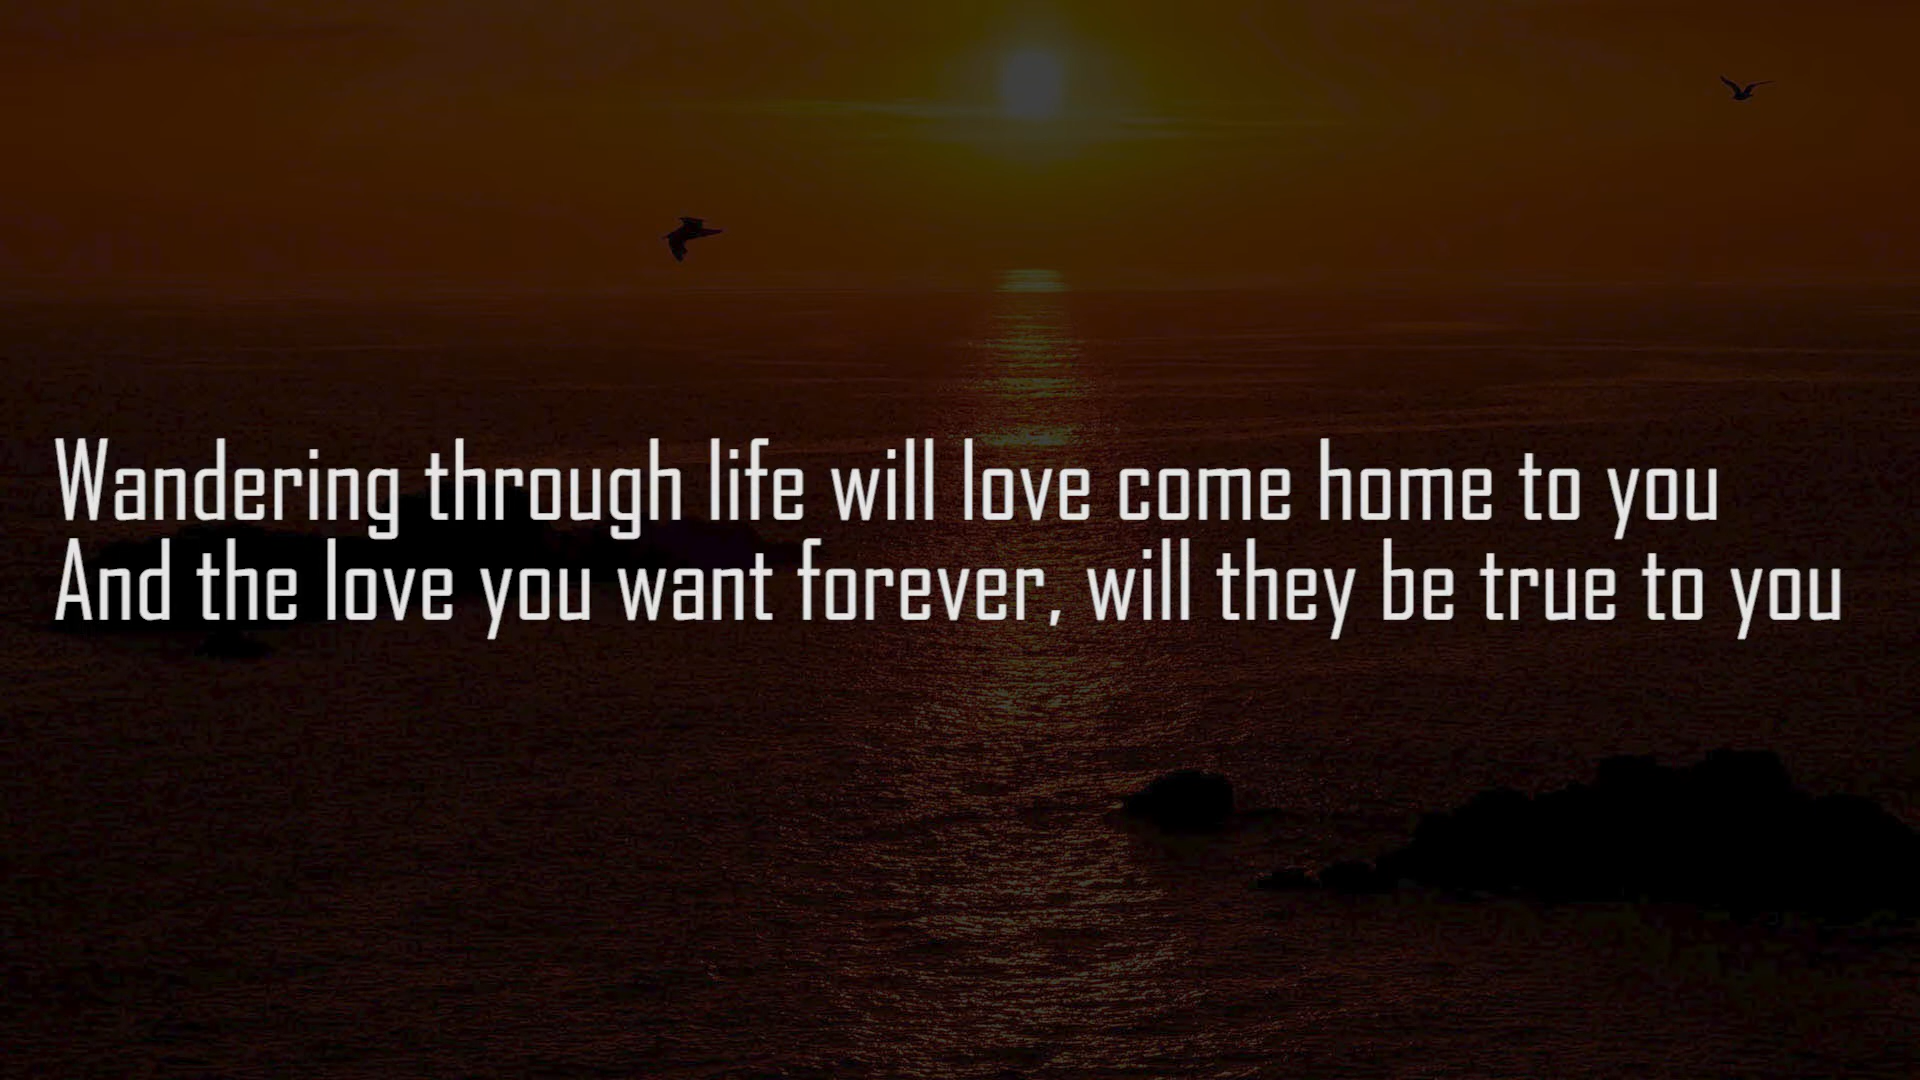 Wandering through life will love come home to you
And the love you want forever, will they be true to you